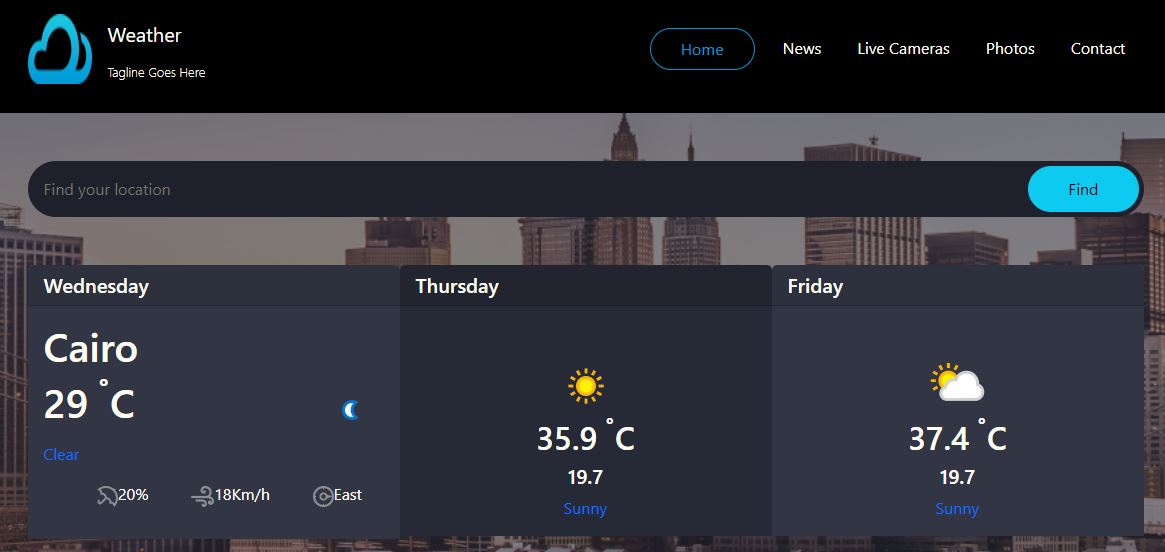 Weather
Tagline Goes Here
Home
News
Live Cameras
Photos
Contact
Find your location
Find
Wednesday
Cairo
29 °C
Clear
20%
18Km/h
East
Thursday
35.9 °C
19.7
Sunny
Friday
37.4 °C
19.7
Sunny